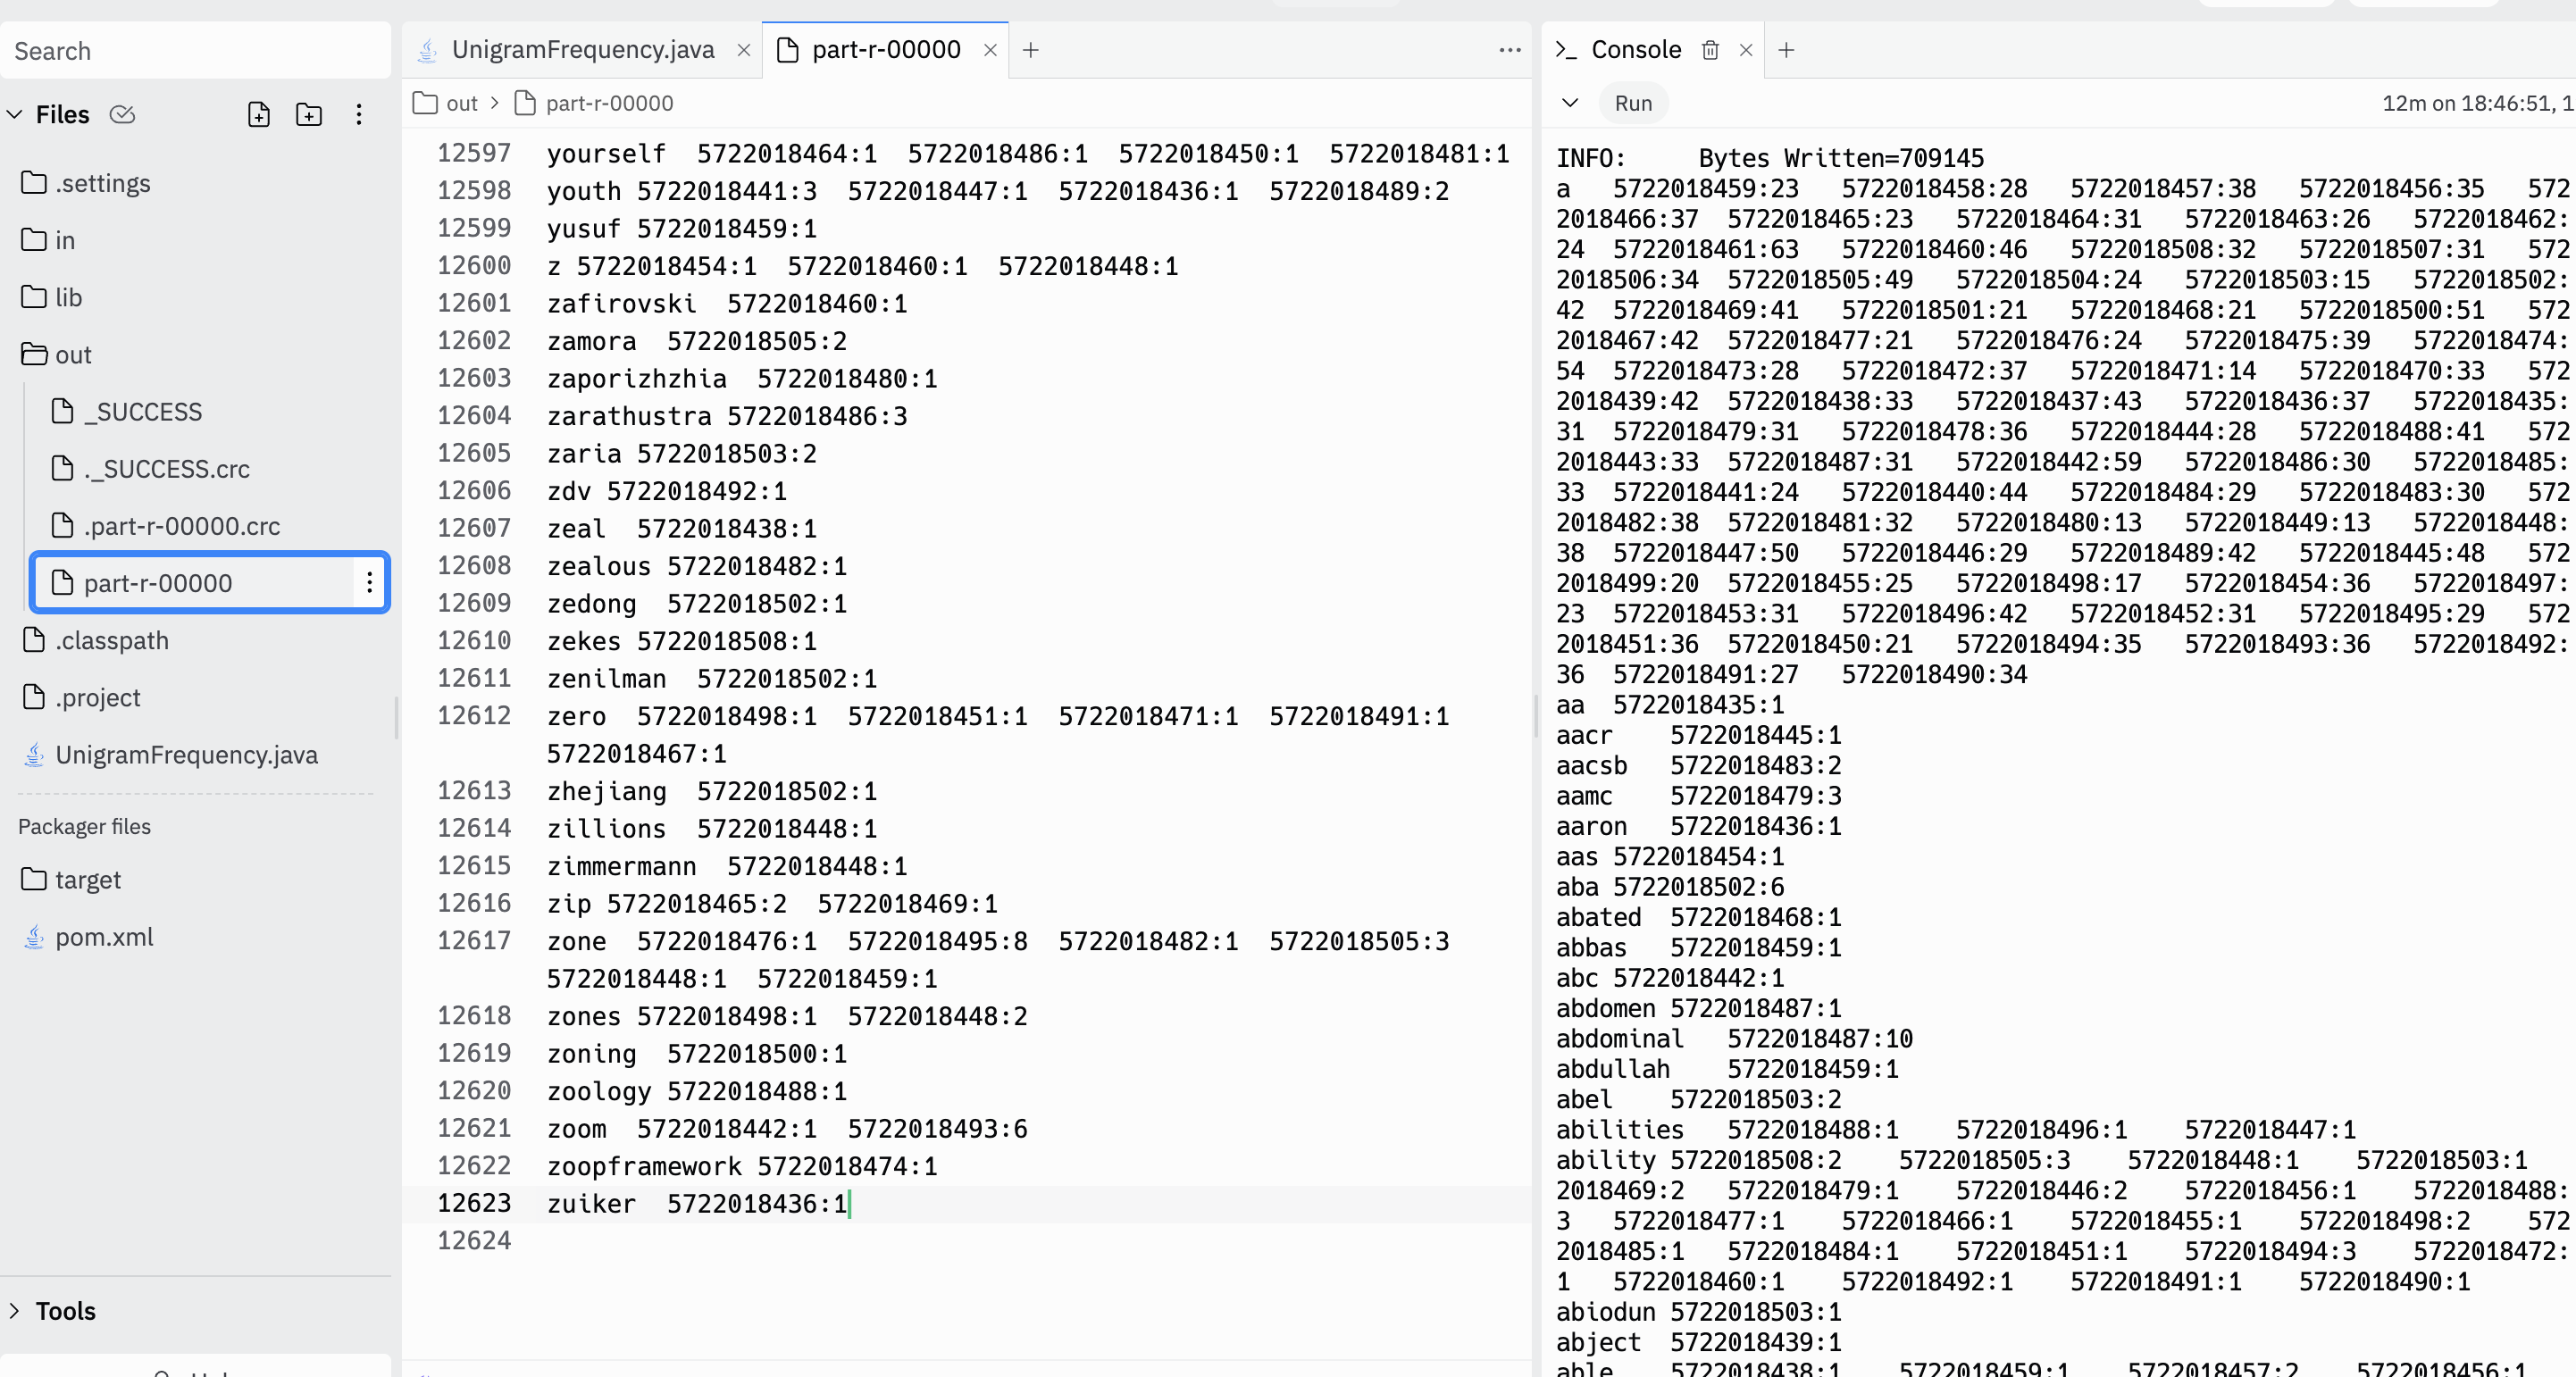 Search
Files
.settings
in
lib
out
_SUCCESS
._SUCCESS.crc
.part-r-00000.crc
part-r-00000
.classpath
.project
UnigramFrequency.java
Packager files
target
pom.xml
Tools
UnigramFrequency.java
part-r-00000
out > part-r-00000
12597 yourself 5722018464:1 5722018486:1 5722018450:1 5722018481:1
12598 youth 5722018441:3 5722018447:1 5722018436:1 5722018489:2
12599 yusuf 5722018459:1
12600 z 5722018454:1 5722018460:1 5722018448:1
12601 zafirovski 5722018460:1
12602 zamora 5722018505:2
12603 zaporizhzhia 5722018480:1
12604 zarathustra 5722018486:3
12605 zaria 5722018503:2
12606 zdv 5722018492:1
12607 zeal 5722018438:1
12608 zealous 5722018482:1
12609 zedong 5722018502:1
12610 zekes 5722018508:1
12611 zenilman 5722018502:1
12612 zero 5722018498:1 5722018451:1 5722018471:1 5722018491:1
5722018467:1
12613 zhejiang 5722018502:1
12614 zillions 5722018448:1
12615 zimmermann 5722018448:1
12616 zip 5722018465:2 5722018469:1
12617 zone 5722018476:1 5722018495:8 5722018482:1 5722018505:3
5722018448:1 5722018459:1
12618 zones 5722018498:1 5722018448:2
12619 zoning 5722018500:1
12620 zoology 5722018488:1
12621 zoom 5722018442:1 5722018493:6
12622 zoopframework 5722018474:1
12623 zuiker 5722018436:1
12624
Console
Run
12m on 18:46:51, 1
INFO: Bytes Written=709145
a 5722018459:23 5722018458:28 5722018457:38 5722018456:35 572
2018466:37 5722018465:23 5722018464:31 5722018463:26 5722018462:
24 5722018461:63 5722018460:46 5722018508:32 5722018507:31 572
2018506:34 5722018505:49 5722018504:24 5722018503:15 5722018502:
42 5722018469:41 5722018501:21 5722018468:21 5722018500:51 572
2018467:42 5722018477:21 5722018476:24 5722018475:39 5722018474:
54 5722018473:28 5722018472:37 5722018471:14 5722018470:33 572
2018439:42 5722018438:33 5722018437:43 5722018436:37 5722018435:
31 5722018479:31 5722018478:36 5722018444:28 5722018488:41 572
2018443:33 5722018487:31 5722018442:59 5722018486:30 5722018485:
33 5722018441:24 5722018440:44 5722018484:29 5722018483:30 572
2018482:38 5722018481:32 5722018480:13 5722018449:13 5722018448:
38 5722018447:50 5722018446:29 5722018489:42 5722018445:48 572
2018499:20 5722018455:25 5722018498:17 5722018454:36 5722018497:
23 5722018453:31 5722018496:42 5722018452:31 5722018495:29 572
2018451:36 5722018450:21 5722018494:35 5722018493:36 5722018492:
36 5722018491:27 5722018490:34
aa 5722018435:1
aacr 5722018445:1
aacsb 5722018483:2
aamc 5722018479:3
aaron 5722018436:1
aas 5722018454:1
aba 5722018502:6
abated 5722018468:1
abbas 5722018459:1
abc 5722018442:1
abdomen 5722018487:1
abdominal 5722018487:10
abdullah 5722018459:1
abel 5722018503:2
abilities 5722018488:1 5722018496:1 5722018447:1
ability 5722018508:2 5722018505:3 5722018448:1 5722018503:1
2018469:2 5722018479:1 5722018446:2 5722018456:1 5722018488:
3 5722018477:1 5722018466:1 5722018455:1 5722018498:2 572
2018485:1 5722018484:1 5722018451:1 5722018494:3 5722018472:
1 5722018460:1 5722018492:1 5722018491:1 5722018490:1
abiodun 5722018503:1
abject 5722018439:1
able 5722018438:1 5722018459:1 5722018457:2 5722018456:1